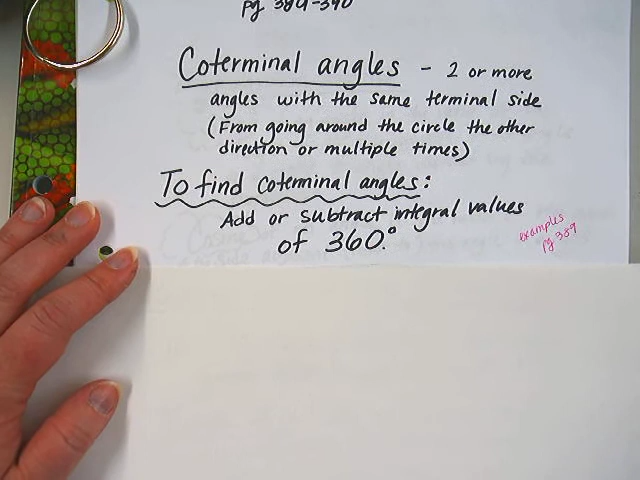 pg 384-390
Coterminal angles - 2 or more
angles with the same terminal side
(From going around the circle the other
direction or multiple times)
To find coterminal angles:
Add or subtract integral values
of 360°.
examples
pg 389